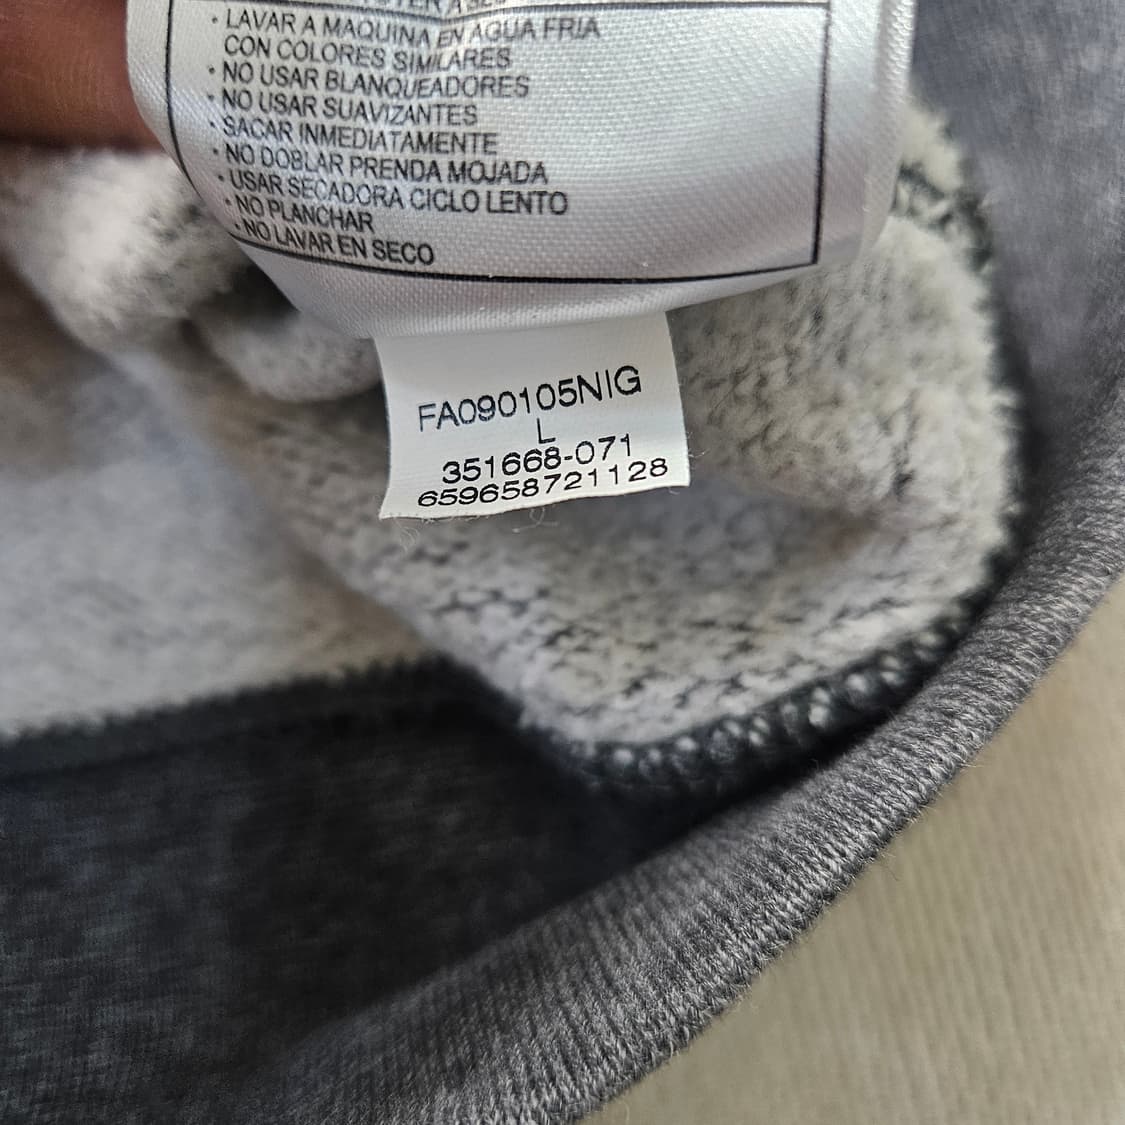 · LAVAR A MAQUINA EN AGUA FRIA
CON COLORES SIMILARES
· NO USAR BLANQUEADORES
· NO USAR SUAVIZANTES
· SACAR INMEDIATAMENTE
· NO DOBLAR PRENDA MOJADA
· USAR SECADORA CICLO LENTO
· NO PLANCHAR
· NO LAVAR EN SECO
FA090105NIG
L
351668-071
659658721128